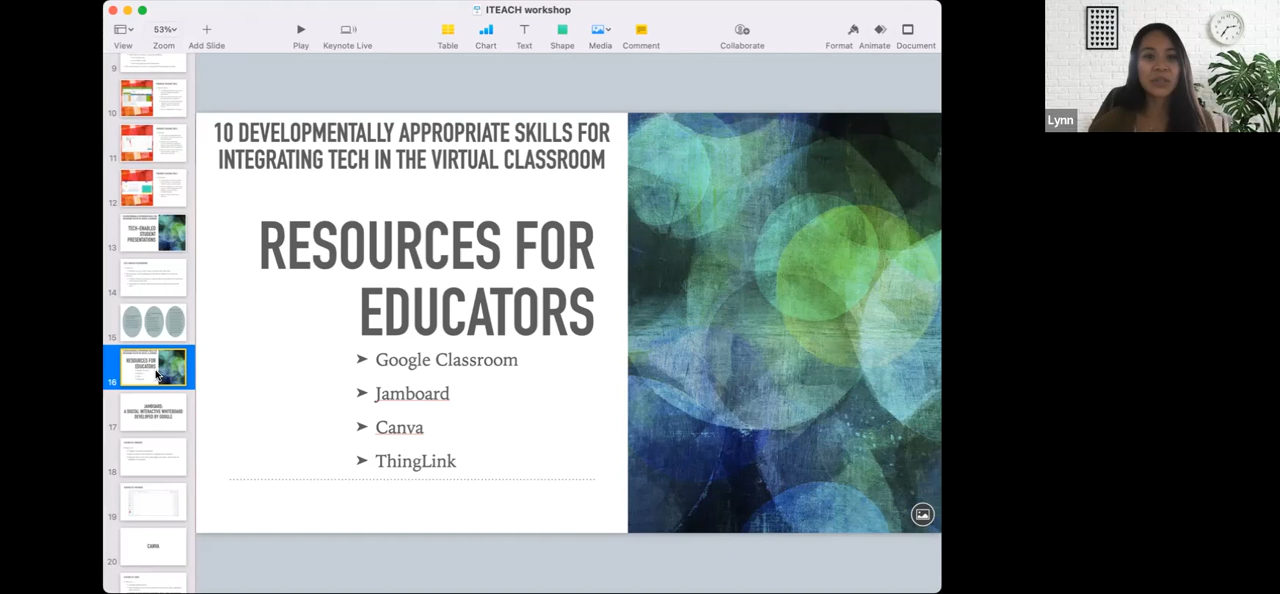 ITEACH workshop
53%
View
Zoom
Add Slide
Play
Keynote Live
Table
Chart
Text
Shape
Media
Comment
Collaborate
Format
Animate
Document
Lynn
9
10
11
12
13
TECH-ENABLED
STUDENT
PRESENTATIONS
14
15
16
RESOURCES FOR
EDUCATORS
17
JAMBOARD:
A DIGITAL INTERACTIVE WHITEBOARD
DEVELOPED BY GOOGLE
18
19
20
CANVA
10 DEVELOPMENTALLY APPROPRIATE SKILLS FOR
INTEGRATING TECH IN THE VIRTUAL CLASSROOM
RESOURCES FOR
EDUCATORS
➤ Google Classroom
➤ Jamboard
➤ Canva
➤ ThingLink